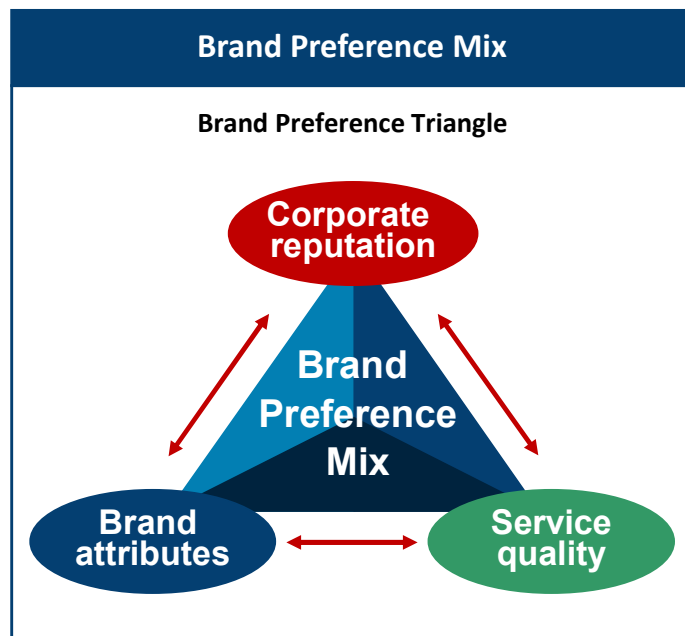 Brand Preference Mix
Brand Preference Triangle
Corporate
reputation
Brand
Preference
Mix
Brand
attributes
Service
quality